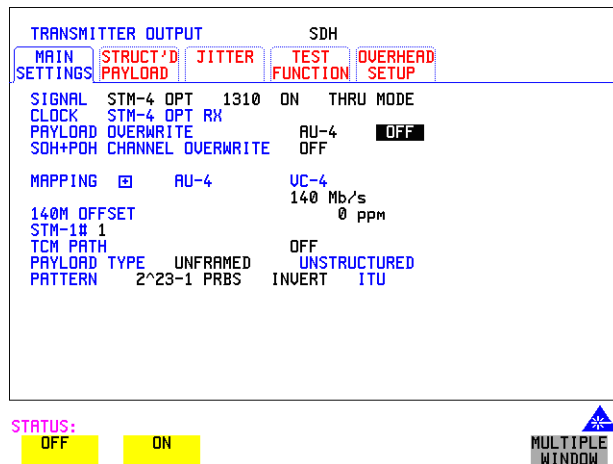 TRANSMITTER OUTPUT SDH
MAIN SETTINGS STRUCT'D PAYLOAD JITTER TEST FUNCTION OVERHEAD SETUP
SIGNAL STM-4 OPT 1310 ON THRU MODE
CLOCK STM-4 OPT RX
PAYLOAD OVERWRITE AU-4 OFF
SOH+POH CHANNEL OVERWRITE OFF
MAPPING + AU-4 VC-4
140 Mb/s
140M OFFSET 0 ppm
STM-1# 1
TCM PATH OFF
PAYLOAD TYPE UNFRAMED UNSTRUCTURED
PATTERN 2^23-1 PRBS INVERT ITU
STATUS:
OFF ON MULTIPLE WINDOW